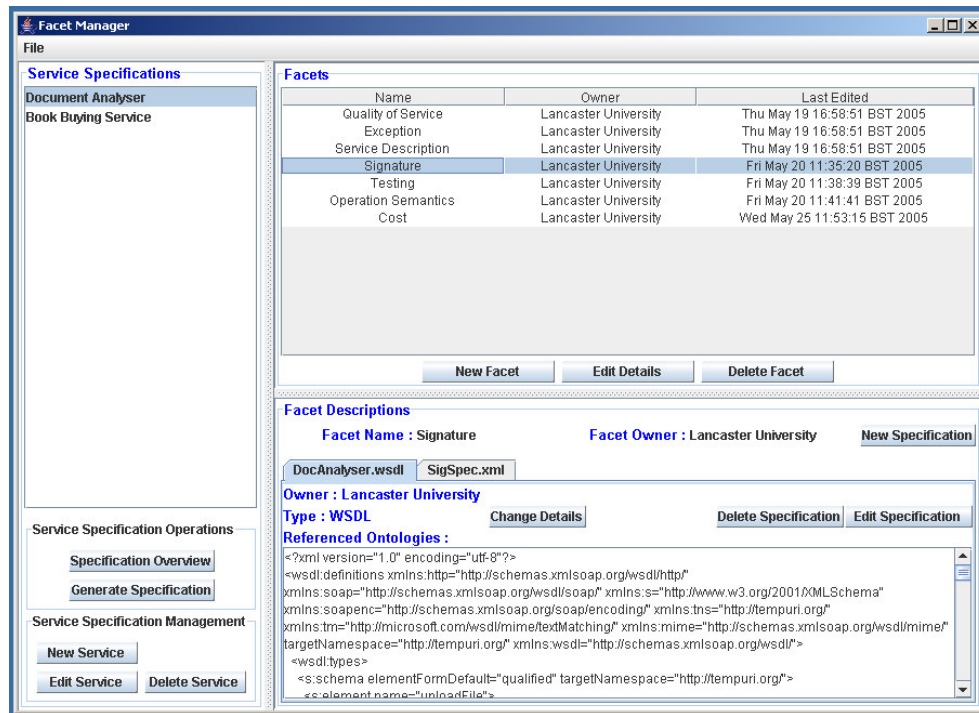 Facet Manager
File
Service Specifications
Document Analyser
Book Buying Service
Service Specification Operations
Specification Overview
Generate Specification
Service Specification Management
New Service
Edit Service Delete Service
Facets
Name Owner Last Edited
Quality of Service Lancaster University Thu May 19 16:58:51 BST 2005
Exception Lancaster University Thu May 19 16:58:51 BST 2005
Service Description Lancaster University Thu May 19 16:58:51 BST 2005
Signature Lancaster University Fri May 20 11:35:20 BST 2005
Testing Lancaster University Fri May 20 11:38:39 BST 2005
Operation Semantics Lancaster University Fri May 20 11:41:41 BST 2005
Cost Lancaster University Wed May 25 11:53:15 BST 2005
New Facet Edit Details Delete Facet
Facet Descriptions
Facet Name : Signature Facet Owner : Lancaster University New Specification
DocAnalyser.wsdl SigSpec.xml
Owner : Lancaster University
Type : WSDL Change Details Delete Specification Edit Specification
Referenced Ontologies :
<?xml version="1.0" encoding="utf-8"?>
<wsdl:definitions xmlns:http="http://schemas.xmlsoap.org/wsdl/http/"
xmlns:soap="http://schemas.xmlsoap.org/wsdl/soap/" xmlns:s="http://www.w3.org/2001/XMLSchema"
xmlns:soapenc="http://schemas.xmlsoap.org/soap/encoding/" xmlns:tns="http://tempuri.org/"
xmlns:tm="http://microsoft.com/wsdl/mime/textMatching/" xmlns:mime="http://schemas.xmlsoap.org/wsdl/mime/"
targetNamespace="http://tempuri.org/" xmlns:wsdl="http://schemas.xmlsoap.org/wsdl/">
<wsdl:types>
<s:schema elementFormDefault="qualified" targetNamespace="http://tempuri.org/">
<s:element name="uploadFile">